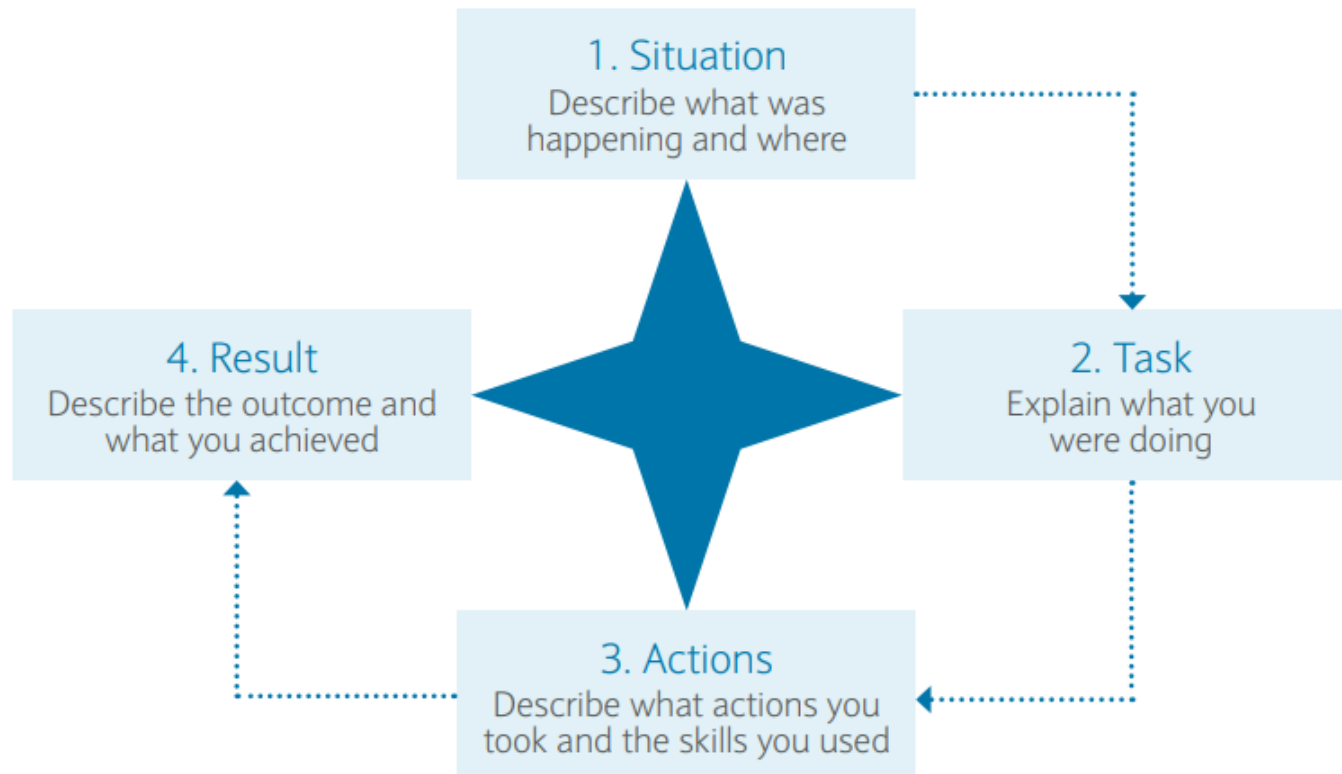 1. Situation
Describe what was
happening and where
2. Task
Explain what you
were doing
3. Actions
Describe what actions you
took and the skills you used
4. Result
Describe the outcome and
what you achieved